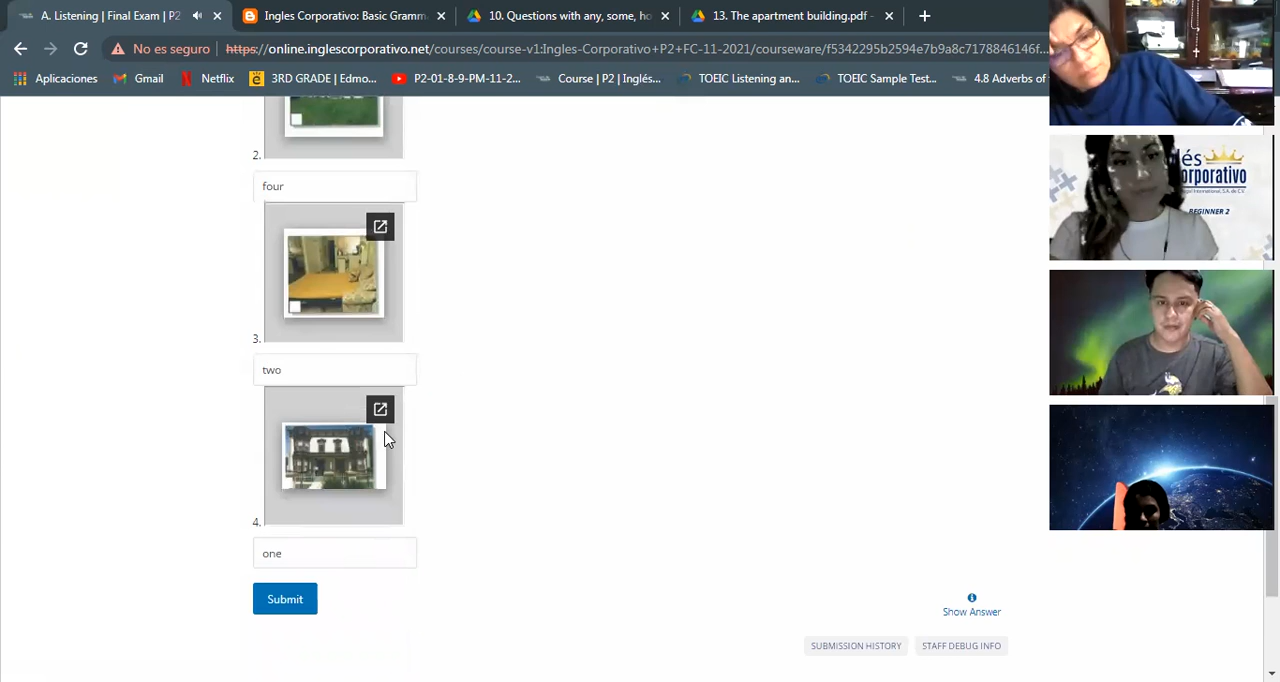 A. Listening | Final Exam | P2
Ingles Corporativo: Basic Gramm
10. Questions with any, some, ho
13. The apartment building.pdf -
No es seguro
https://online.inglescorporativo.net/courses/course-v1:Ingles-Corporativo+P2+FC-11-2021/courseware/f5342295b2594e7b9a8c7178846146f...
Aplicaciones
Gmail
Netflix
3RD GRADE | Edmo...
P2-01-8-9-PM-11-2...
Course | P2 | Inglés...
TOEIC Listening an...
TOEIC Sample Test...
4.8 Adverbs of
2.
four
3.
two
4.
one
Submit
Show Answer
SUBMISSION HISTORY
STAFF DEBUG INFO
lés
orporativo
BEGINNER 2